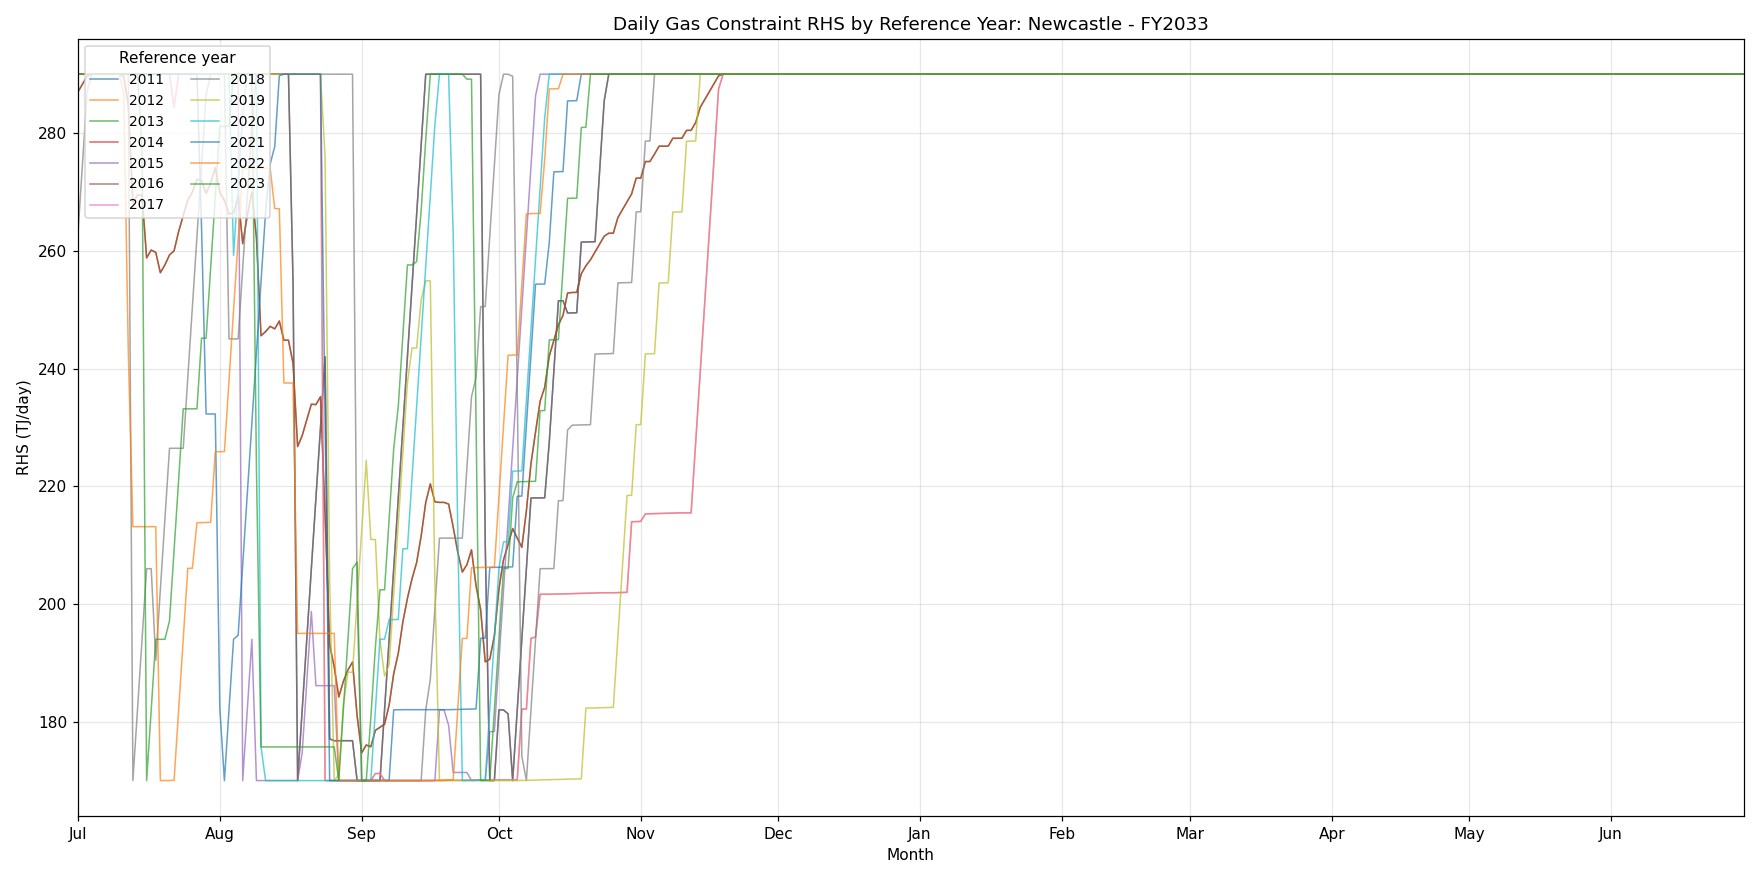 Daily Gas Constraint RHS by Reference Year: Newcastle - FY2033
Reference year
2011
2012
2013
2014
2015
2016
2017
2018
2019
2020
2021
2022
2023
RHS (TJ/day)
280
260
240
220
200
180
Jul
Aug
Sep
Oct
Nov
Dec
Jan
Feb
Mar
Apr
May
Jun
Month